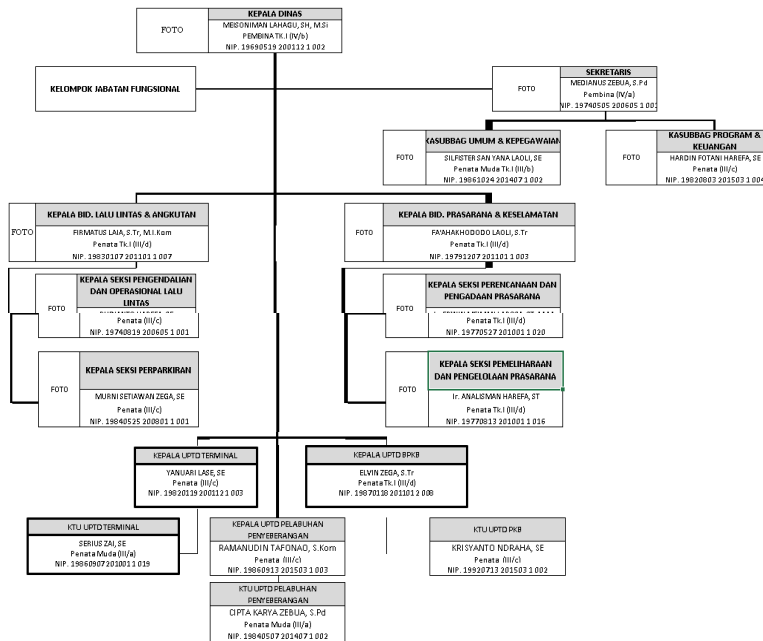 KEPALA DINAS
FOTO
MEISONIMAN LAHAGU, SH, M.Si
PEMBINA TK.I (IV/b)
NIP. 19690519 200112 1 002
KELOMPOK JABATAN FUNGSIONAL
SEKRETARIS
FOTO
MEDIANUS ZEBUA, S.Pd
Pembina (IV/a)
NIP. 19740505 200605 1 001
KASUBBAG UMUM & KEPEGAWAIAN
FOTO
SILFISTER SAN YANA LAOLI, SE
Penata Muda Tk.I (III/b)
NIP. 19861024 201407 1 002
KASUBBAG PROGRAM &
KEUANGAN
FOTO
HARDIN FOTANI HAREFA, SE
Penata (III/c)
NIP. 19820803 201503 1 004
KEPALA BID. LALU LINTAS & ANGKUTAN
FOTO
FIRMATUS LAIA, S.Tr, M.I.Kom
Penata Tk.I (III/d)
NIP. 19830107 201101 1 007
KEPALA BID. PRASARANA & KESELAMATAN
FOTO
FA'AHAKHODODO LAOLI, S.Tr
Penata Tk.I (III/d)
NIP. 19791207 201101 1 003
KEPALA SEKSI PENGENDALIAN
DAN OPERASIONAL LALU
LINTAS
FOTO
HAREFA, SE
Penata (III/c)
NIP. 19740819 200605 1 001
KEPALA SEKSI PERENCANAAN DAN
PENGADAAN PRASARANA
FOTO
Penata Tk.I (III/d)
NIP. 19770527 201001 1 020
KEPALA SEKSI PERPARKIRAN
FOTO
MURNI SETIAWAN ZEGA, SE
Penata (III/c)
NIP. 19840525 200801 1 001
KEPALA SEKSI PEMELIHARAAN
DAN PENGELOLAAN PRASARANA
FOTO
Ir. ANALISMAN HAREFA, ST
Penata Tk.I (III/d)
NIP. 19770813 201001 1 016
KEPALA UPTD TERMINAL
YANUARI LASE, SE
Penata (III/c)
NIP. 19820119 200112 1 003
KEPALA UPTD BPKB
ELVIN ZEGA, S.Tr
Penata Tk.I (III/d)
NIP. 19870118 201101 2 008
KTU UPTD TERMINAL
SERIUS ZAI, SE
Penata Muda (III/a)
NIP. 19860907 201001 1 019
KEPALA UPTD PELABUHAN
PENYEBERANGAN
RAMANUDIN TAFONAO, S.Kom
Penata (III/c)
NIP. 19860913 201503 1 003
KTU UPTD PKB
KRISYANTO NDRAHA, SE
Penata (III/c)
NIP. 19920713 201503 1 002
KTU UPTD PELABUHAN
PENYEBERANGAN
CIPTA KARYA ZEBUA, S.Pd
Penata Muda (III/a)
NIP. 19840507 201407 1 002